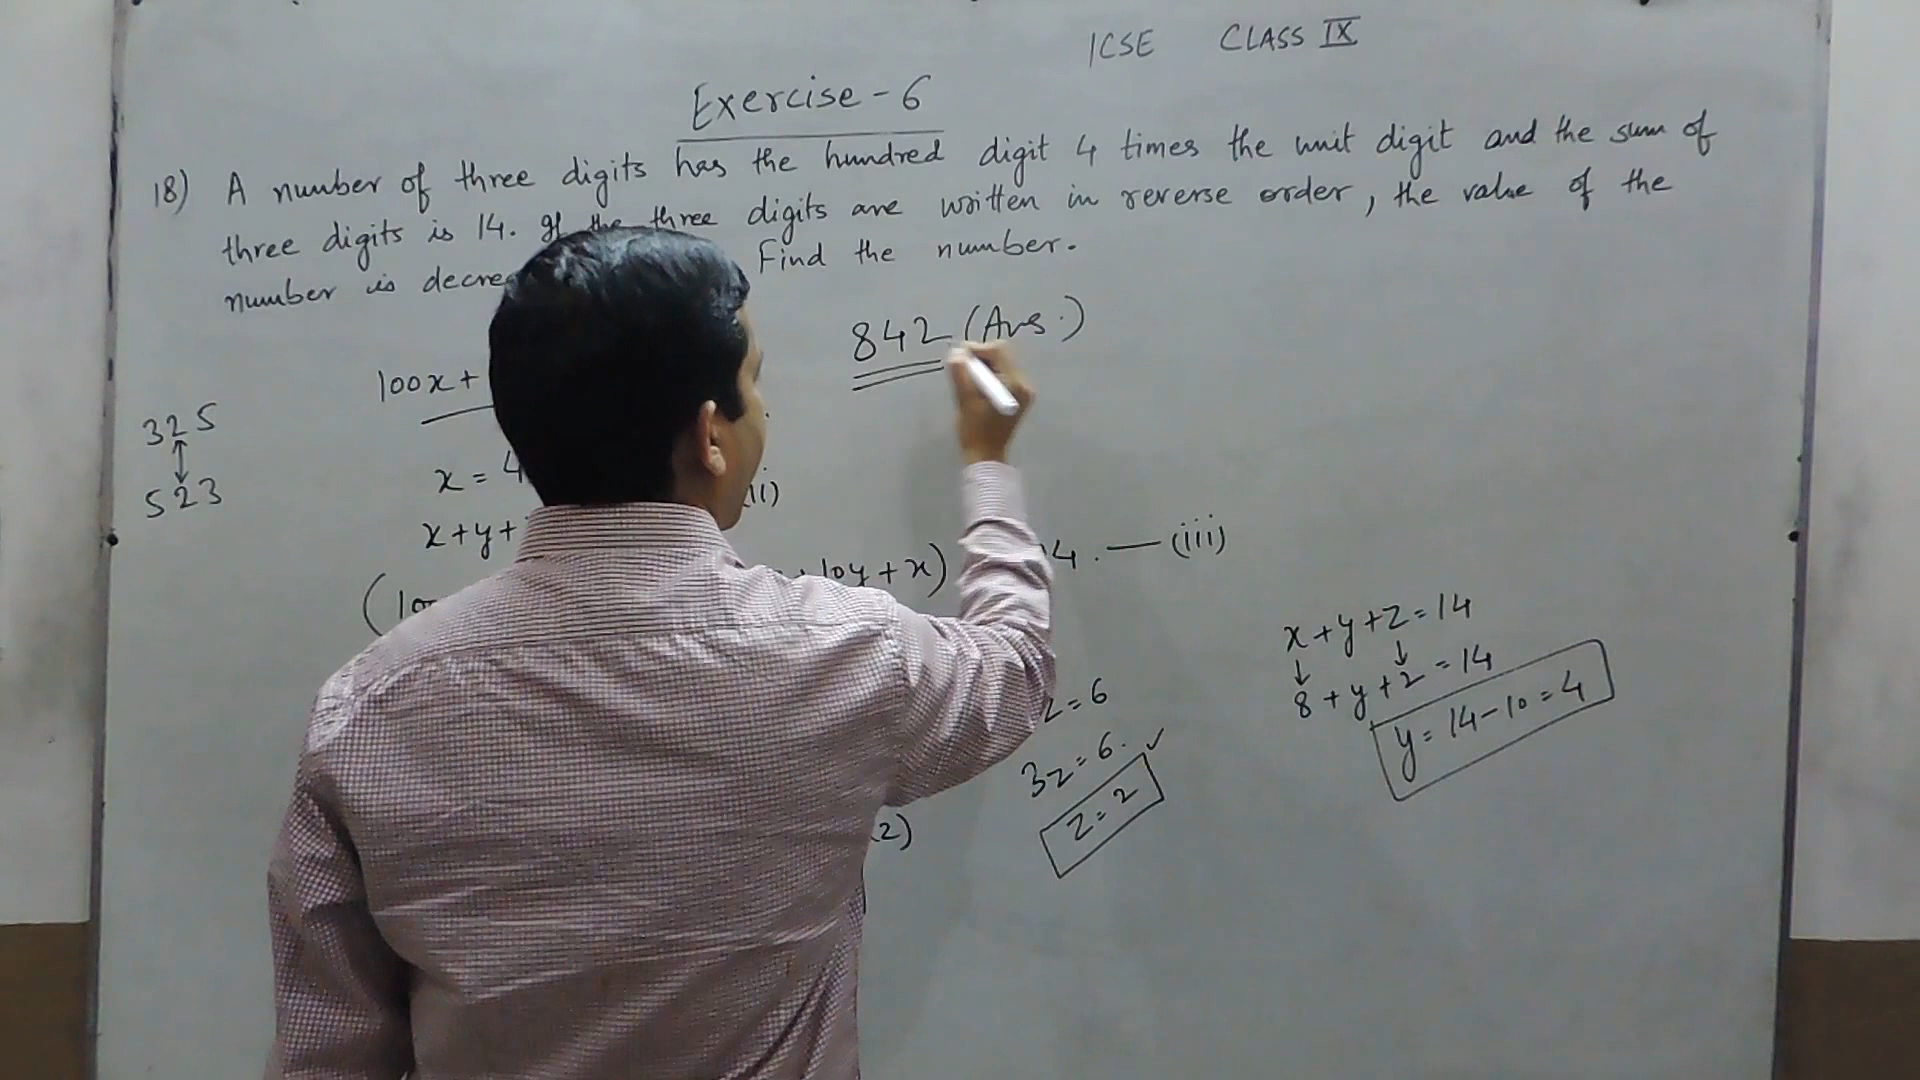 ICSE CLASS IX
Exercise - 6
18) A number of three digits has the hundred digit 4 times the unit digit and the sum of
three digits is 14. If the three digits are written in reverse order, the value of the
number is decre Find the number.
842 (Ans.)
100x +
325
523
x = 4
ii)
x+y+
(100
+ 10y + x)
4. — (iii)
x + y + z = 14
8 + y + 2 = 14
y = 14 - 10 = 4
z = 6
3z = 6. ✓
z = 2
2)